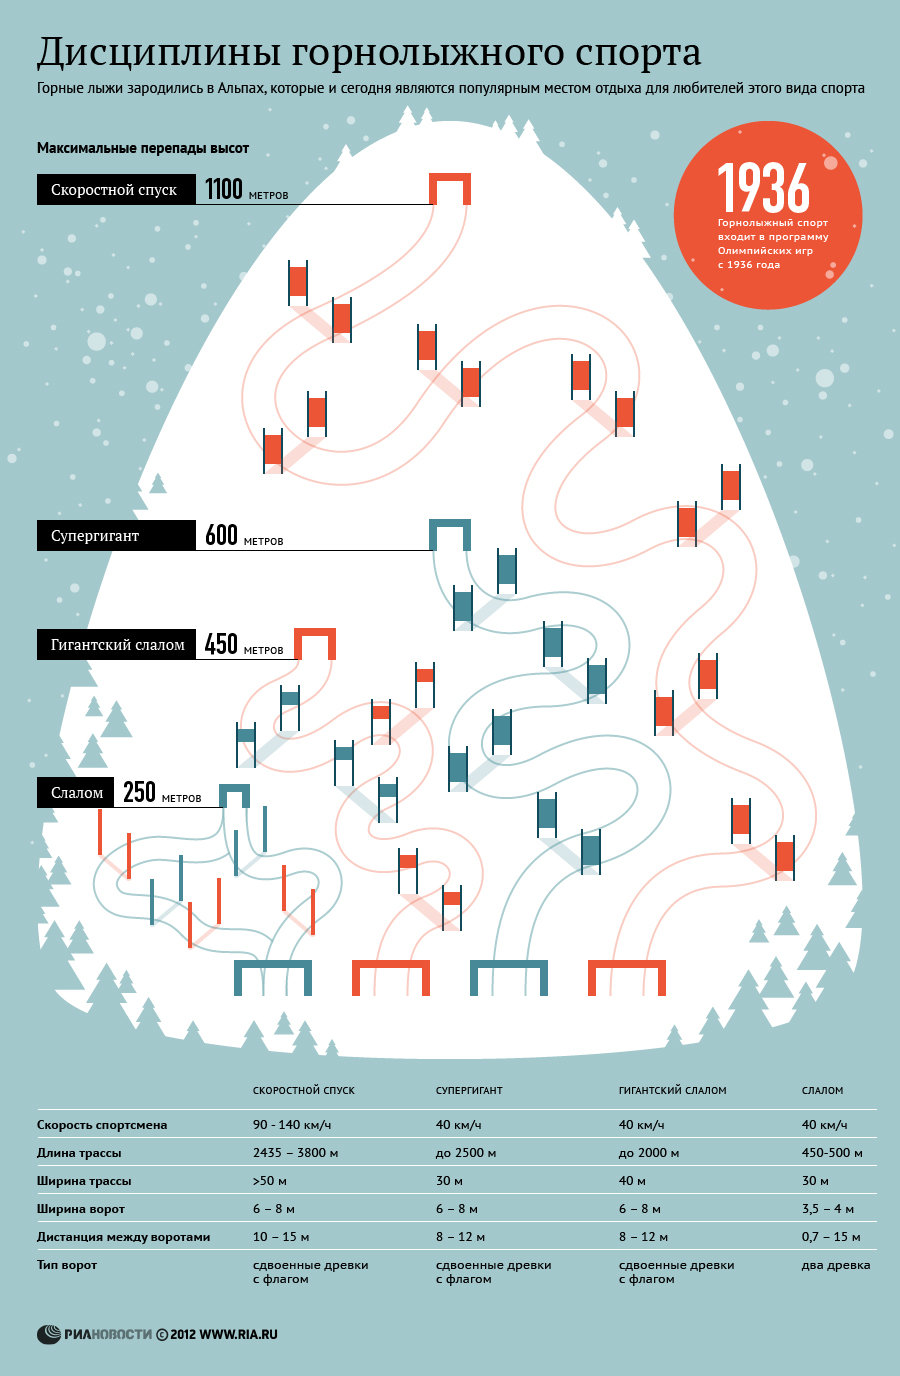 Дисциплины горнолыжного спорта
Горные лыжи зародились в Альпах, которые и сегодня являются популярным местом отдыха для любителей этого вида спорта
Максимальные перепады высот
Скоростной спуск 1100 МЕТРОВ
1936
Горнолыжный спорт
входит в программу
Олимпийских игр
с 1936 года
Супергигант 600 МЕТРОВ
Гигантский слалом 450 МЕТРОВ
Слалом 250 МЕТРОВ
СКОРОСТНОЙ СПУСК СУПЕРГИГАНТ ГИГАНТСКИЙ СЛАЛОМ СЛАЛОМ
Скорость спортсмена 90 - 140 км/ч 40 км/ч 40 км/ч 40 км/ч
Длина трассы 2435 – 3800 м до 2500 м до 2000 м 450-500 м
Ширина трассы >50 м 30 м 40 м 30 м
Ширина ворот 6 – 8 м 6 – 8 м 6 – 8 м 3,5 – 4 м
Дистанция между воротами 10 – 15 м 8 – 12 м 8 – 12 м 0,7 – 15 м
Тип ворот сдвоенные древки сдвоенные древки сдвоенные древки два древка
с флагом с флагом с флагом
РИАНОВОСТИ © 2012 WWW.RIA.RU